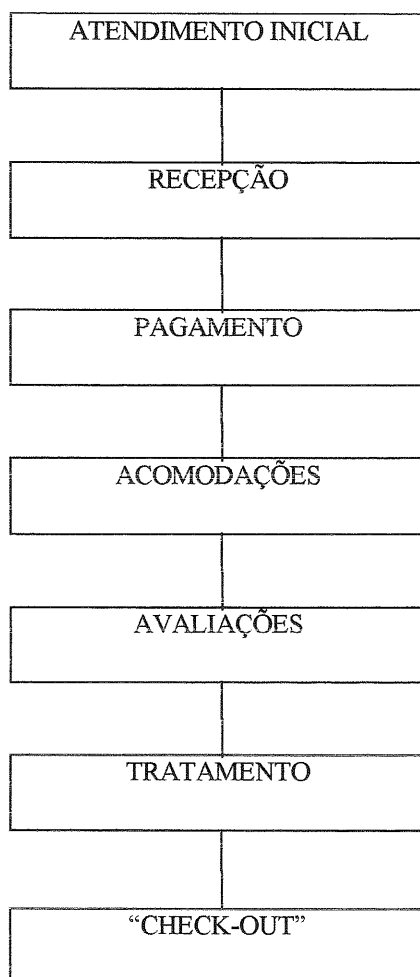 ATENDIMENTO INICIAL
RECEPÇÃO
PAGAMENTO
ACOMODAÇÕES
AVALIAÇÕES
TRATAMENTO
“CHECK-OUT”